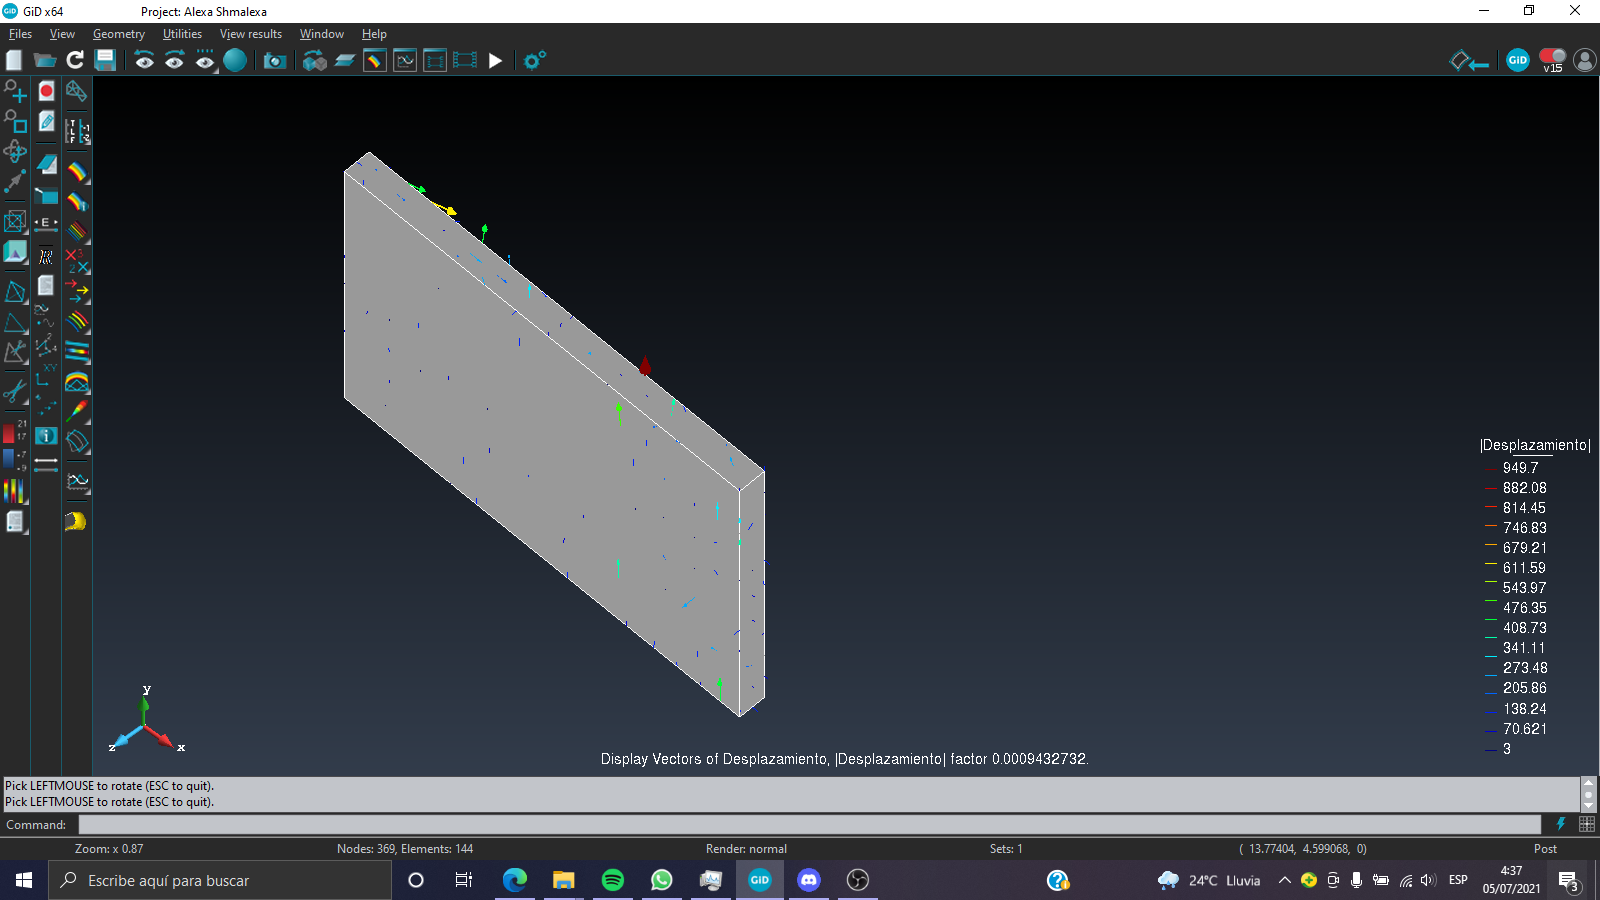 GiD x64 Project: Alexa Shmalexa
Files View Geometry Utilities View results Window Help
GiD
v15
|Desplazamiento|
949.7
882.08
814.45
746.83
679.21
611.59
543.97
476.35
408.73
341.11
273.48
205.86
138.24
70.621
3
y
z
x
Display Vectors of Desplazamiento, |Desplazamiento| factor 0.0009432732.
Pick LEFTMOUSE to rotate (ESC to quit).
Pick LEFTMOUSE to rotate (ESC to quit).
Command:
Zoom: x 0.87 Nodes: 369, Elements: 144 Render: normal Sets: 1 ( 13.77404, 4.599068, 0) Post
Escribe aquí para buscar
GiD
24°C Lluvia
ESP
4:37
05/07/2021
3